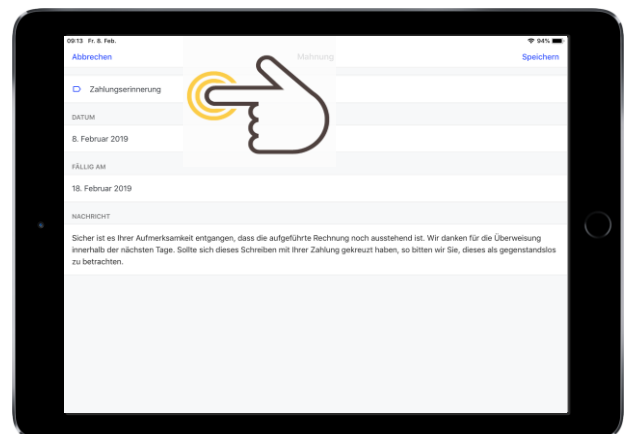 09:13 Fr. 8. Feb. 94%
Abbrechen Mahnung Speichern
Zahlungserinnerung
DATUM
8. Februar 2019
FÄLLIG AM
18. Februar 2019
NACHRICHT
Sicher ist es Ihrer Aufmerksamkeit entgangen, dass die aufgeführte Rechnung noch ausstehend ist. Wir danken für die Überweisung
innerhalb der nächsten Tage. Sollte sich dieses Schreiben mit Ihrer Zahlung gekreuzt haben, so bitten wir Sie, dieses als gegenstandslos
zu betrachten.